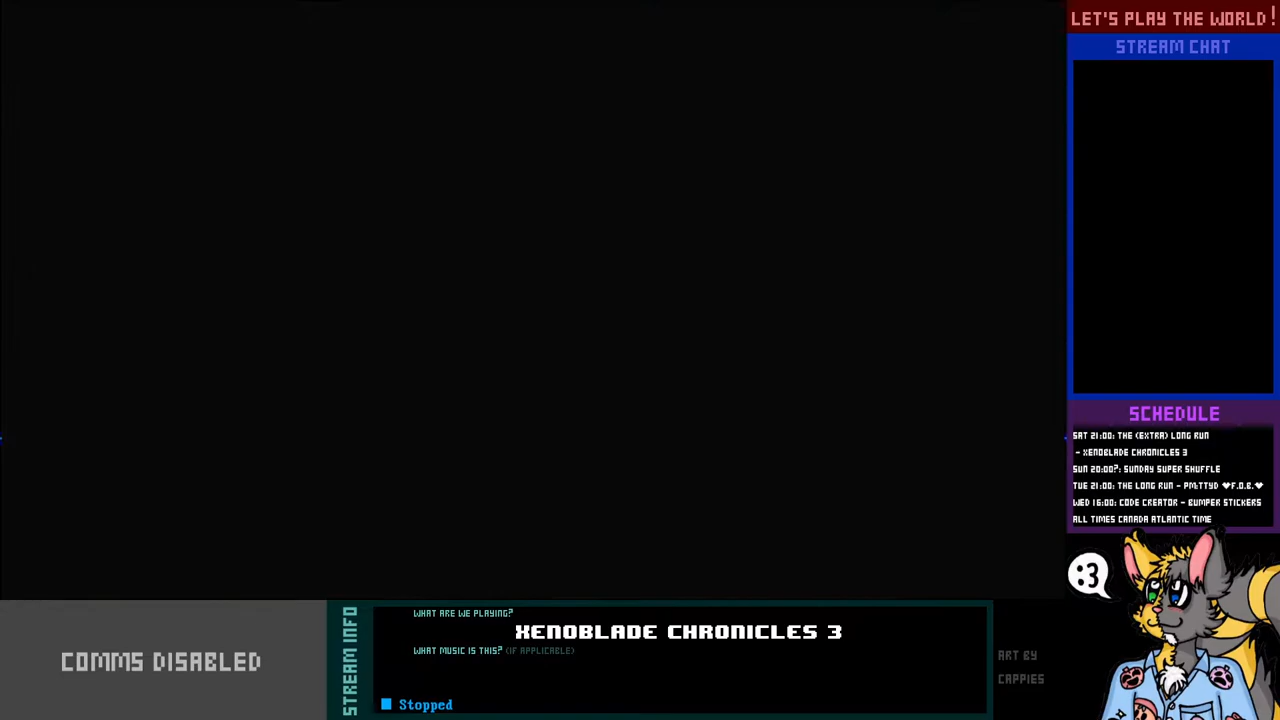 LET'S PLAY THE WORLD!
STREAM CHAT
SCHEDULE
SAT 21:00: THE (EXTRA) LONG RUN
- XENOBLADE CHRONICLES 3
SUN 20:00?: SUNDAY SUPER SHUFFLE
TUE 21:00: THE LONG RUN - PM:TTYD ♥F.O.B.♥
WED 16:00: CODE CREATOR - BUMPER STICKERS
ALL TIMES CANADA ATLANTIC TIME
:3
COMMS DISABLED
STREAM INFO
WHAT ARE WE PLAYING?
XENOBLADE CHRONICLES 3
WHAT MUSIC IS THIS? (IF APPLICABLE)
Stopped
ART BY
CAPPIES